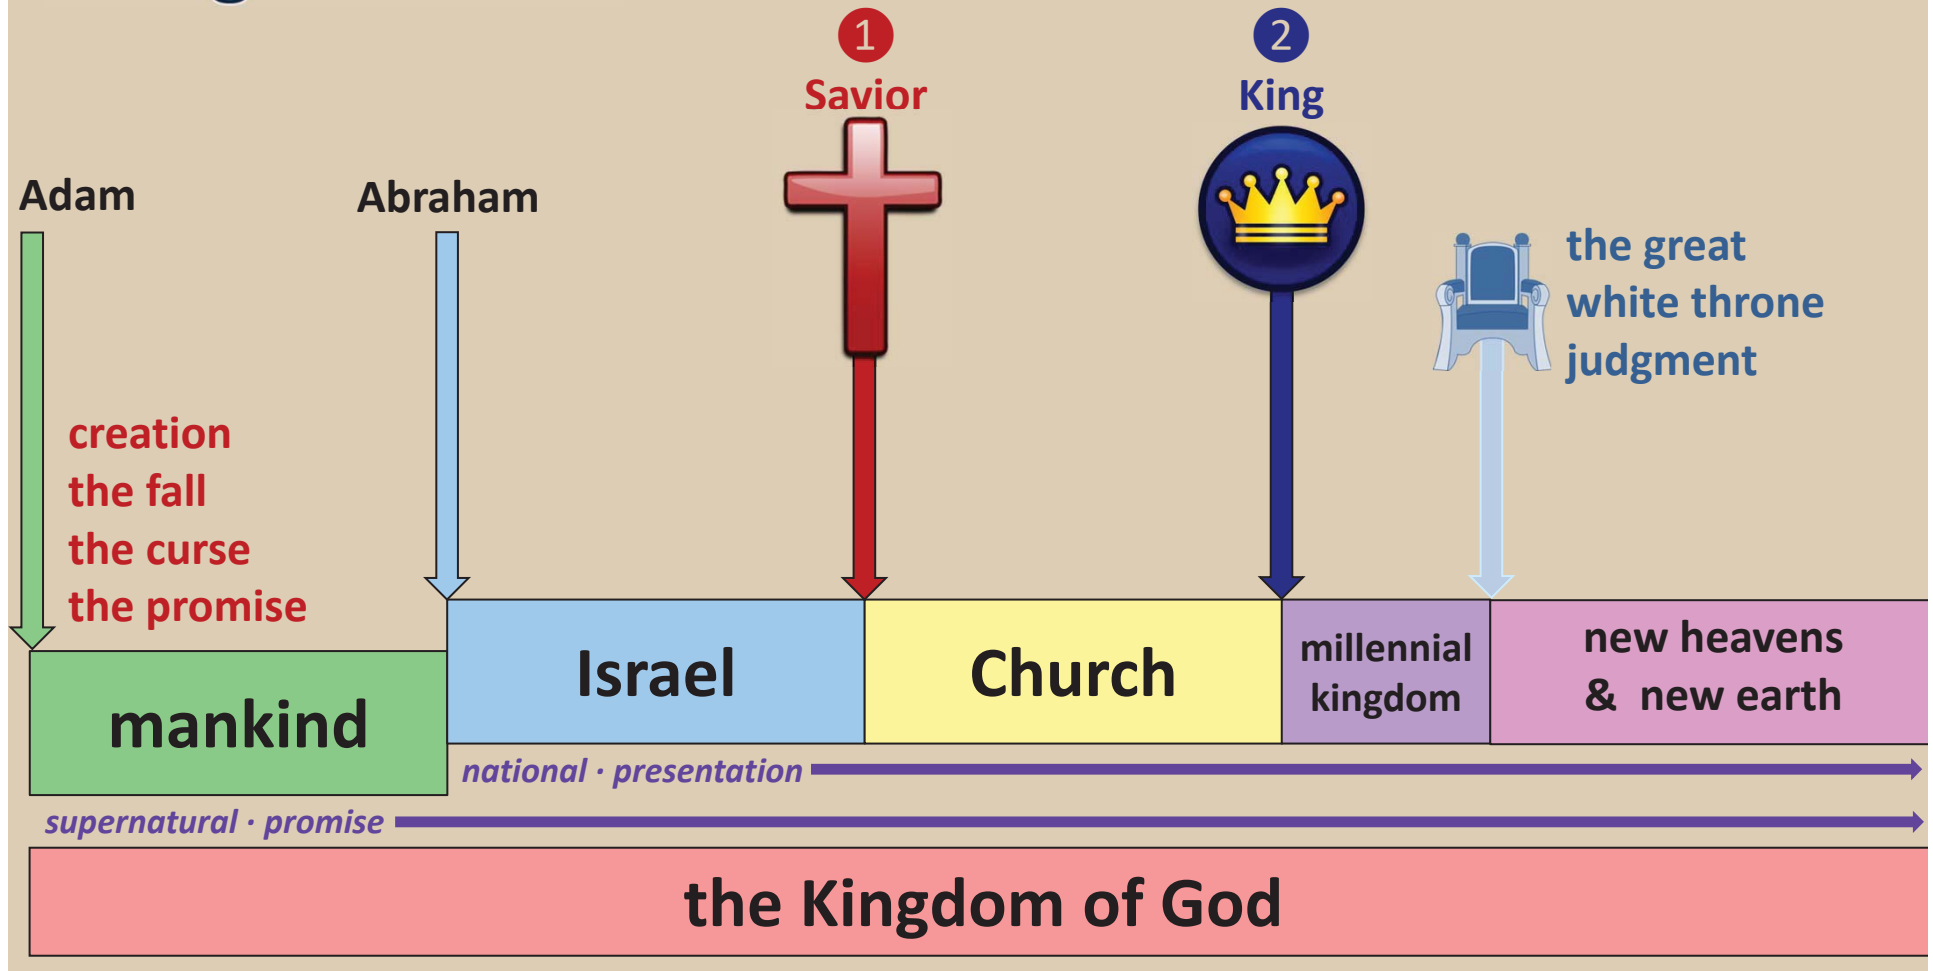 1
Savior
2
King
Adam
Abraham
the great
white throne
judgment
creation
the fall
the curse
the promise
mankind
Israel
Church
millennial
kingdom
new heavens
& new earth
national · presentation
supernatural · promise
the Kingdom of God